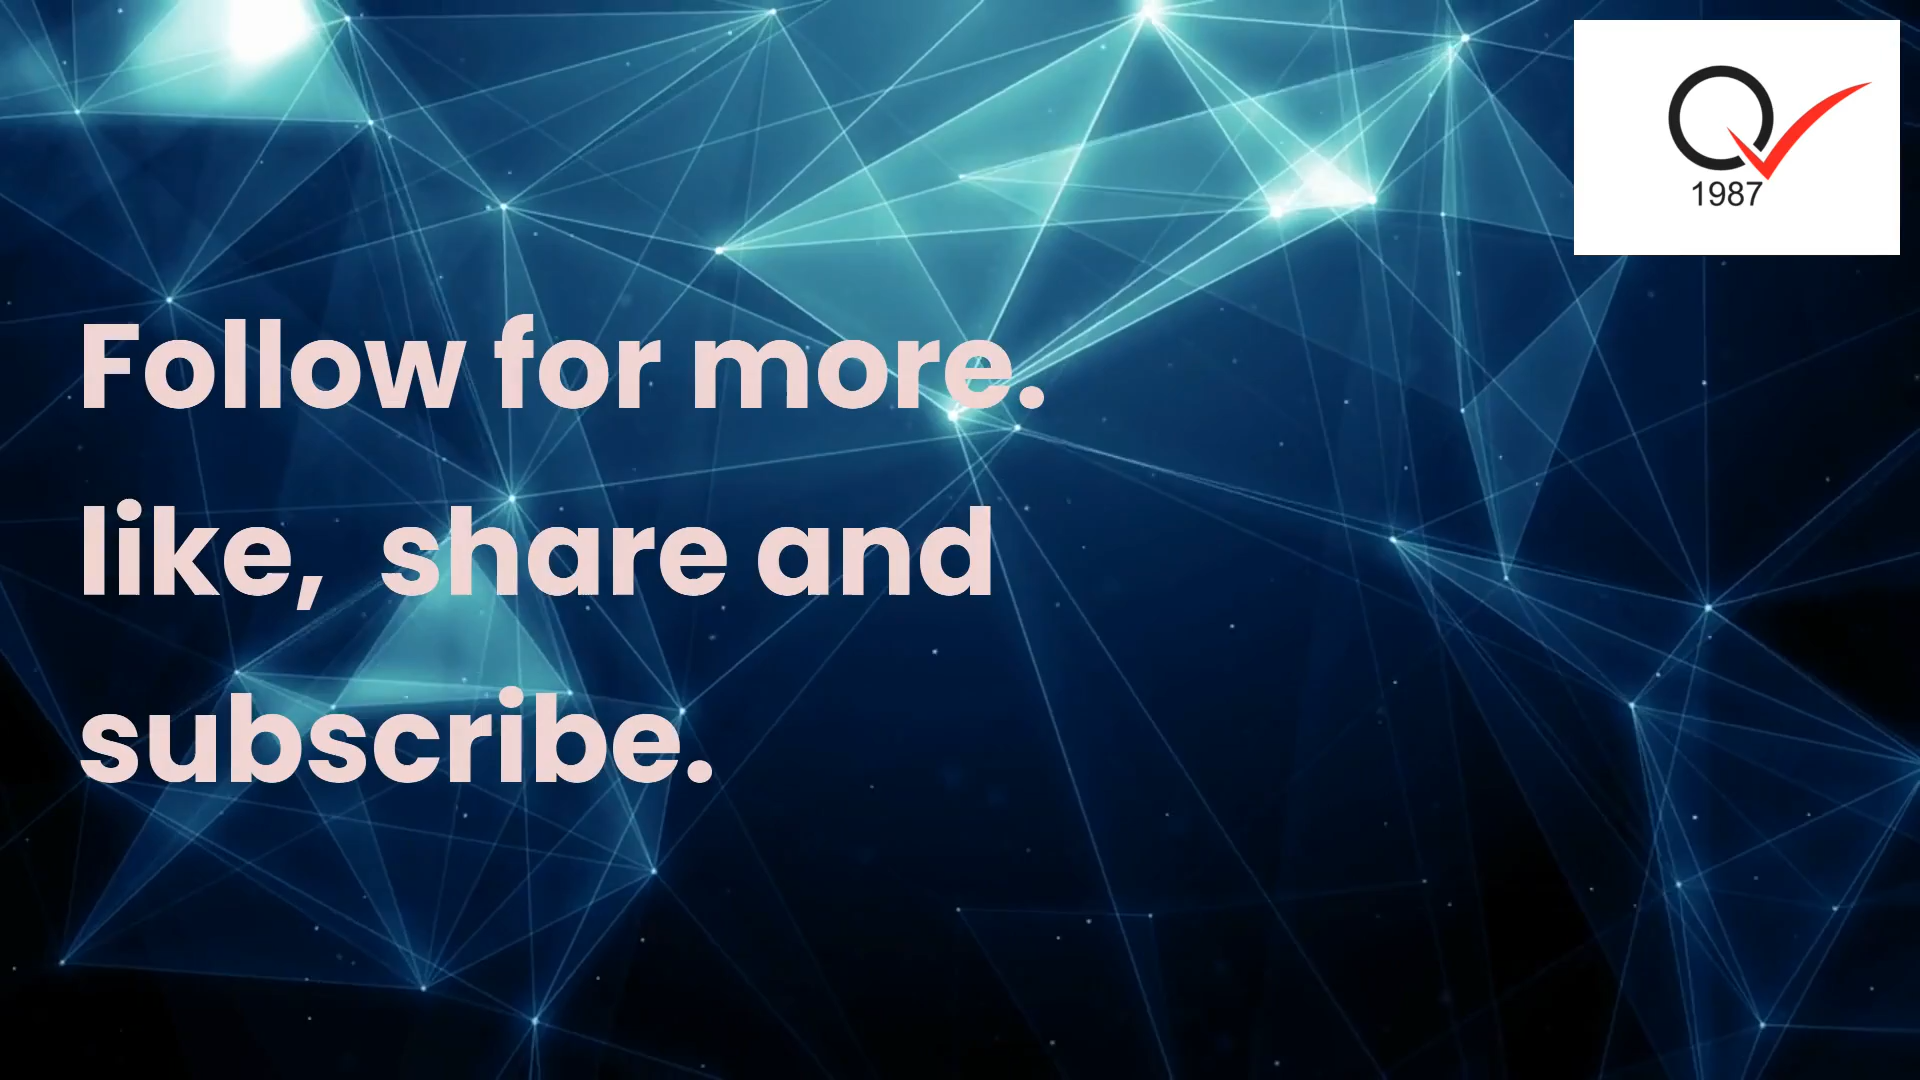 Q
1987
Follow for more.
like,  share and
subscribe.